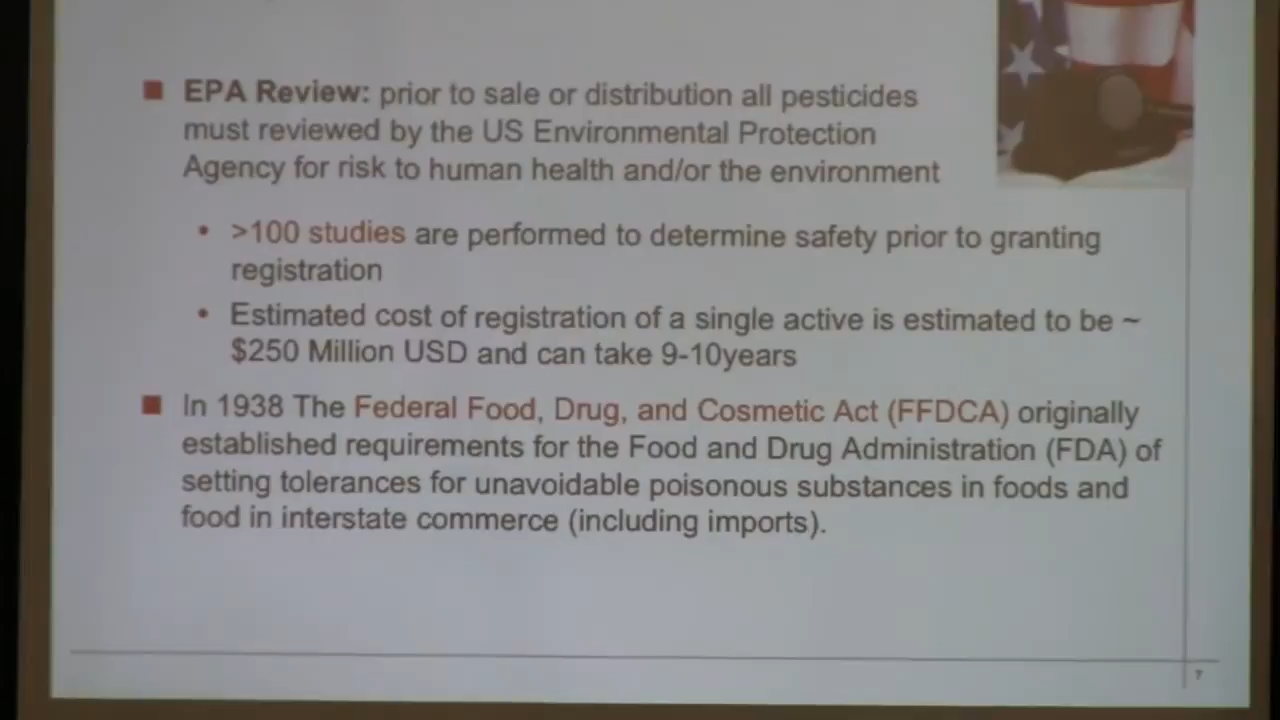 ■ EPA Review: prior to sale or distribution all pesticides
must reviewed by the US Environmental Protection
Agency for risk to human health and/or the environment
• >100 studies are performed to determine safety prior to granting
registration
• Estimated cost of registration of a single active is estimated to be ~
$250 Million USD and can take 9-10years
■ In 1938 The Federal Food, Drug, and Cosmetic Act (FFDCA) originally
established requirements for the Food and Drug Administration (FDA) of
setting tolerances for unavoidable poisonous substances in foods and
food in interstate commerce (including imports).
7